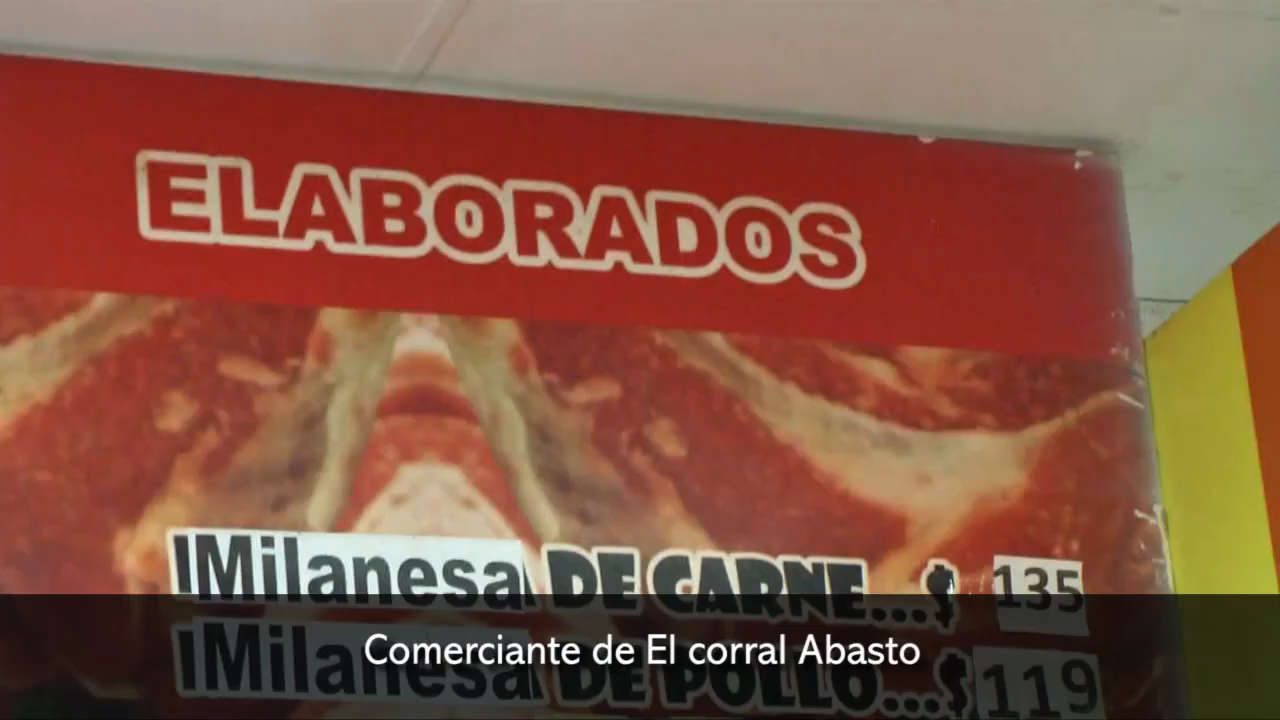 ELABORADOS
Milanesa DE CARNE...$ 135
Milanesa DE POLLO...$ 119
Comerciante de El corral Abasto